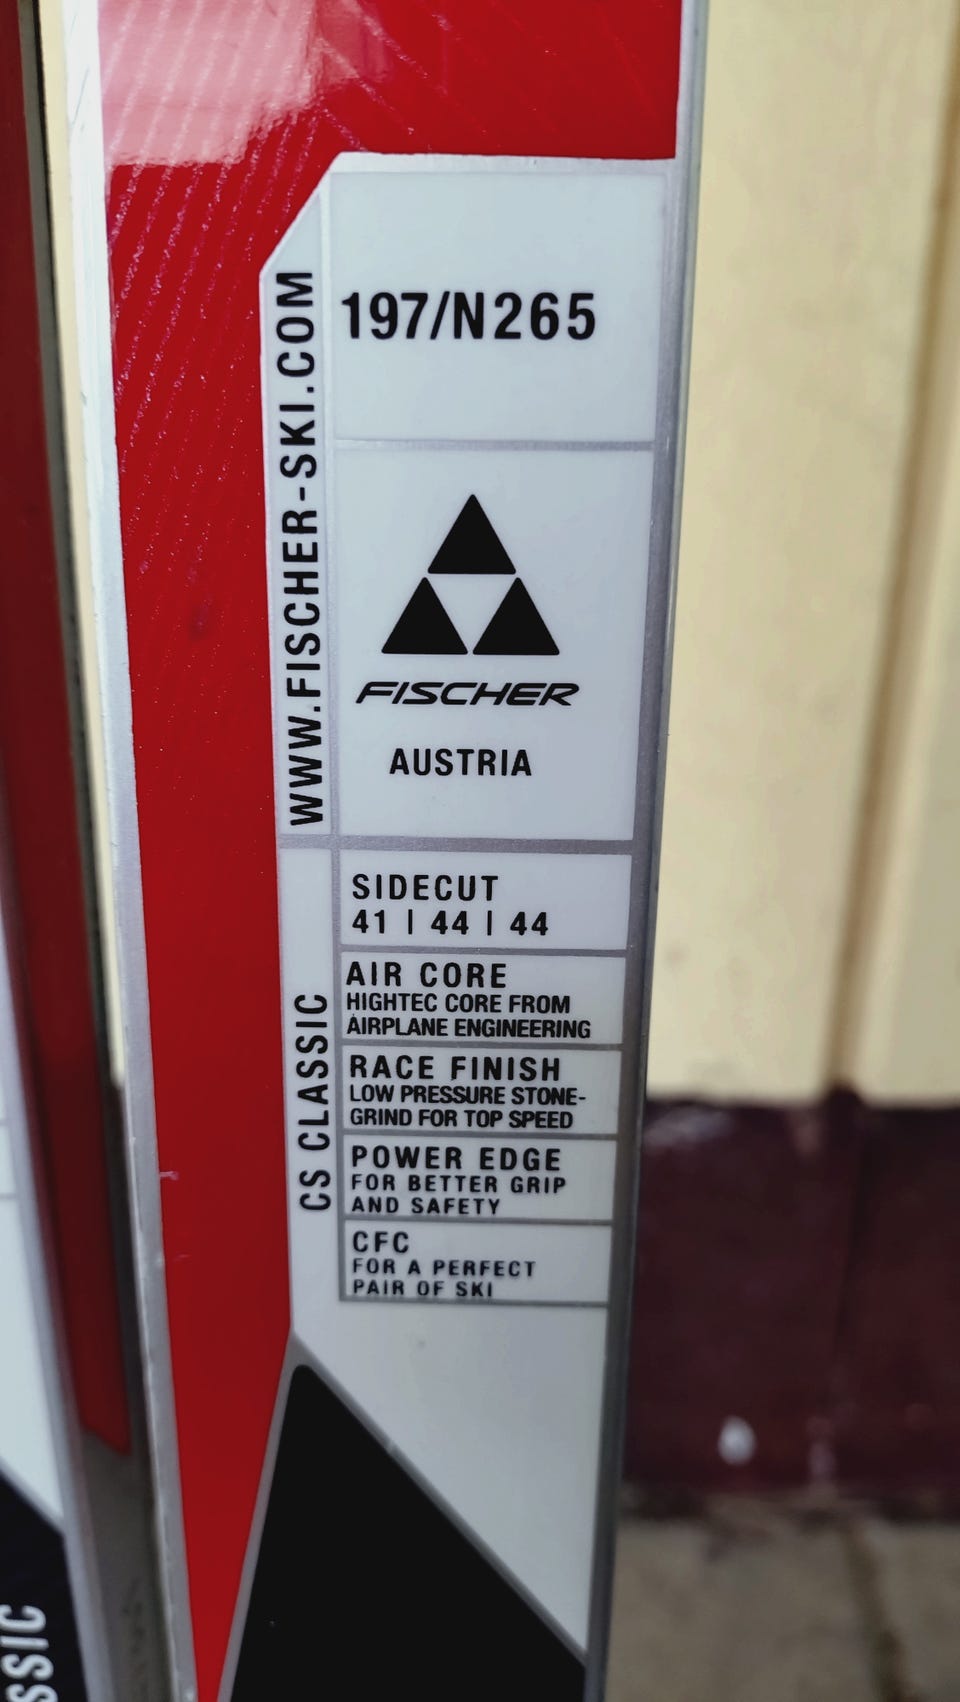 197/N265
WWW.FISCHER-SKI.COM
FISCHER
AUSTRIA
SIDECUT
41 | 44 | 44
AIR CORE
HIGHTEC CORE FROM
AIRPLANE ENGINEERING
RACE FINISH
LOW PRESSURE STONE-
GRIND FOR TOP SPEED
POWER EDGE
FOR BETTER GRIP
AND SAFETY
CFC
FOR A PERFECT
PAIR OF SKI
CS CLASSIC
SSIC